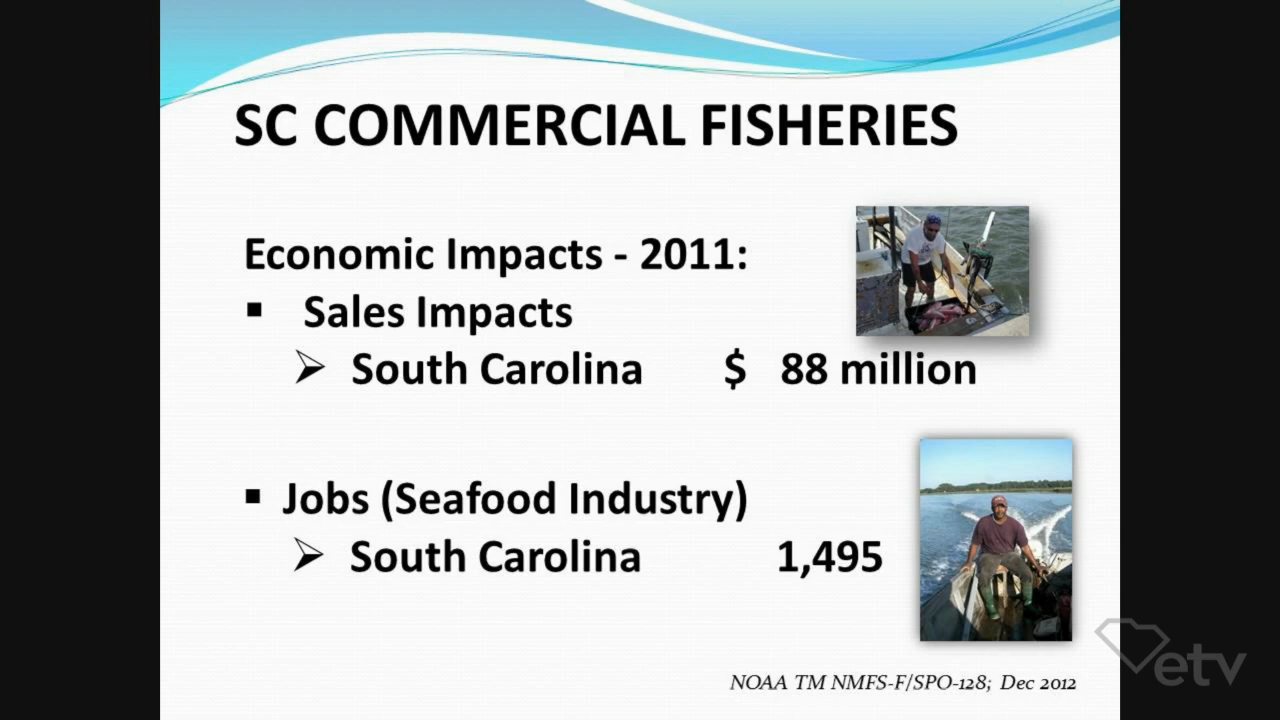 SC COMMERCIAL FISHERIES
Economic Impacts - 2011:
▪ Sales Impacts
➢ South Carolina $ 88 million
▪ Jobs (Seafood Industry)
➢ South Carolina 1,495
NOAA TM NMFS-F/SPO-128; Dec 2012
etv